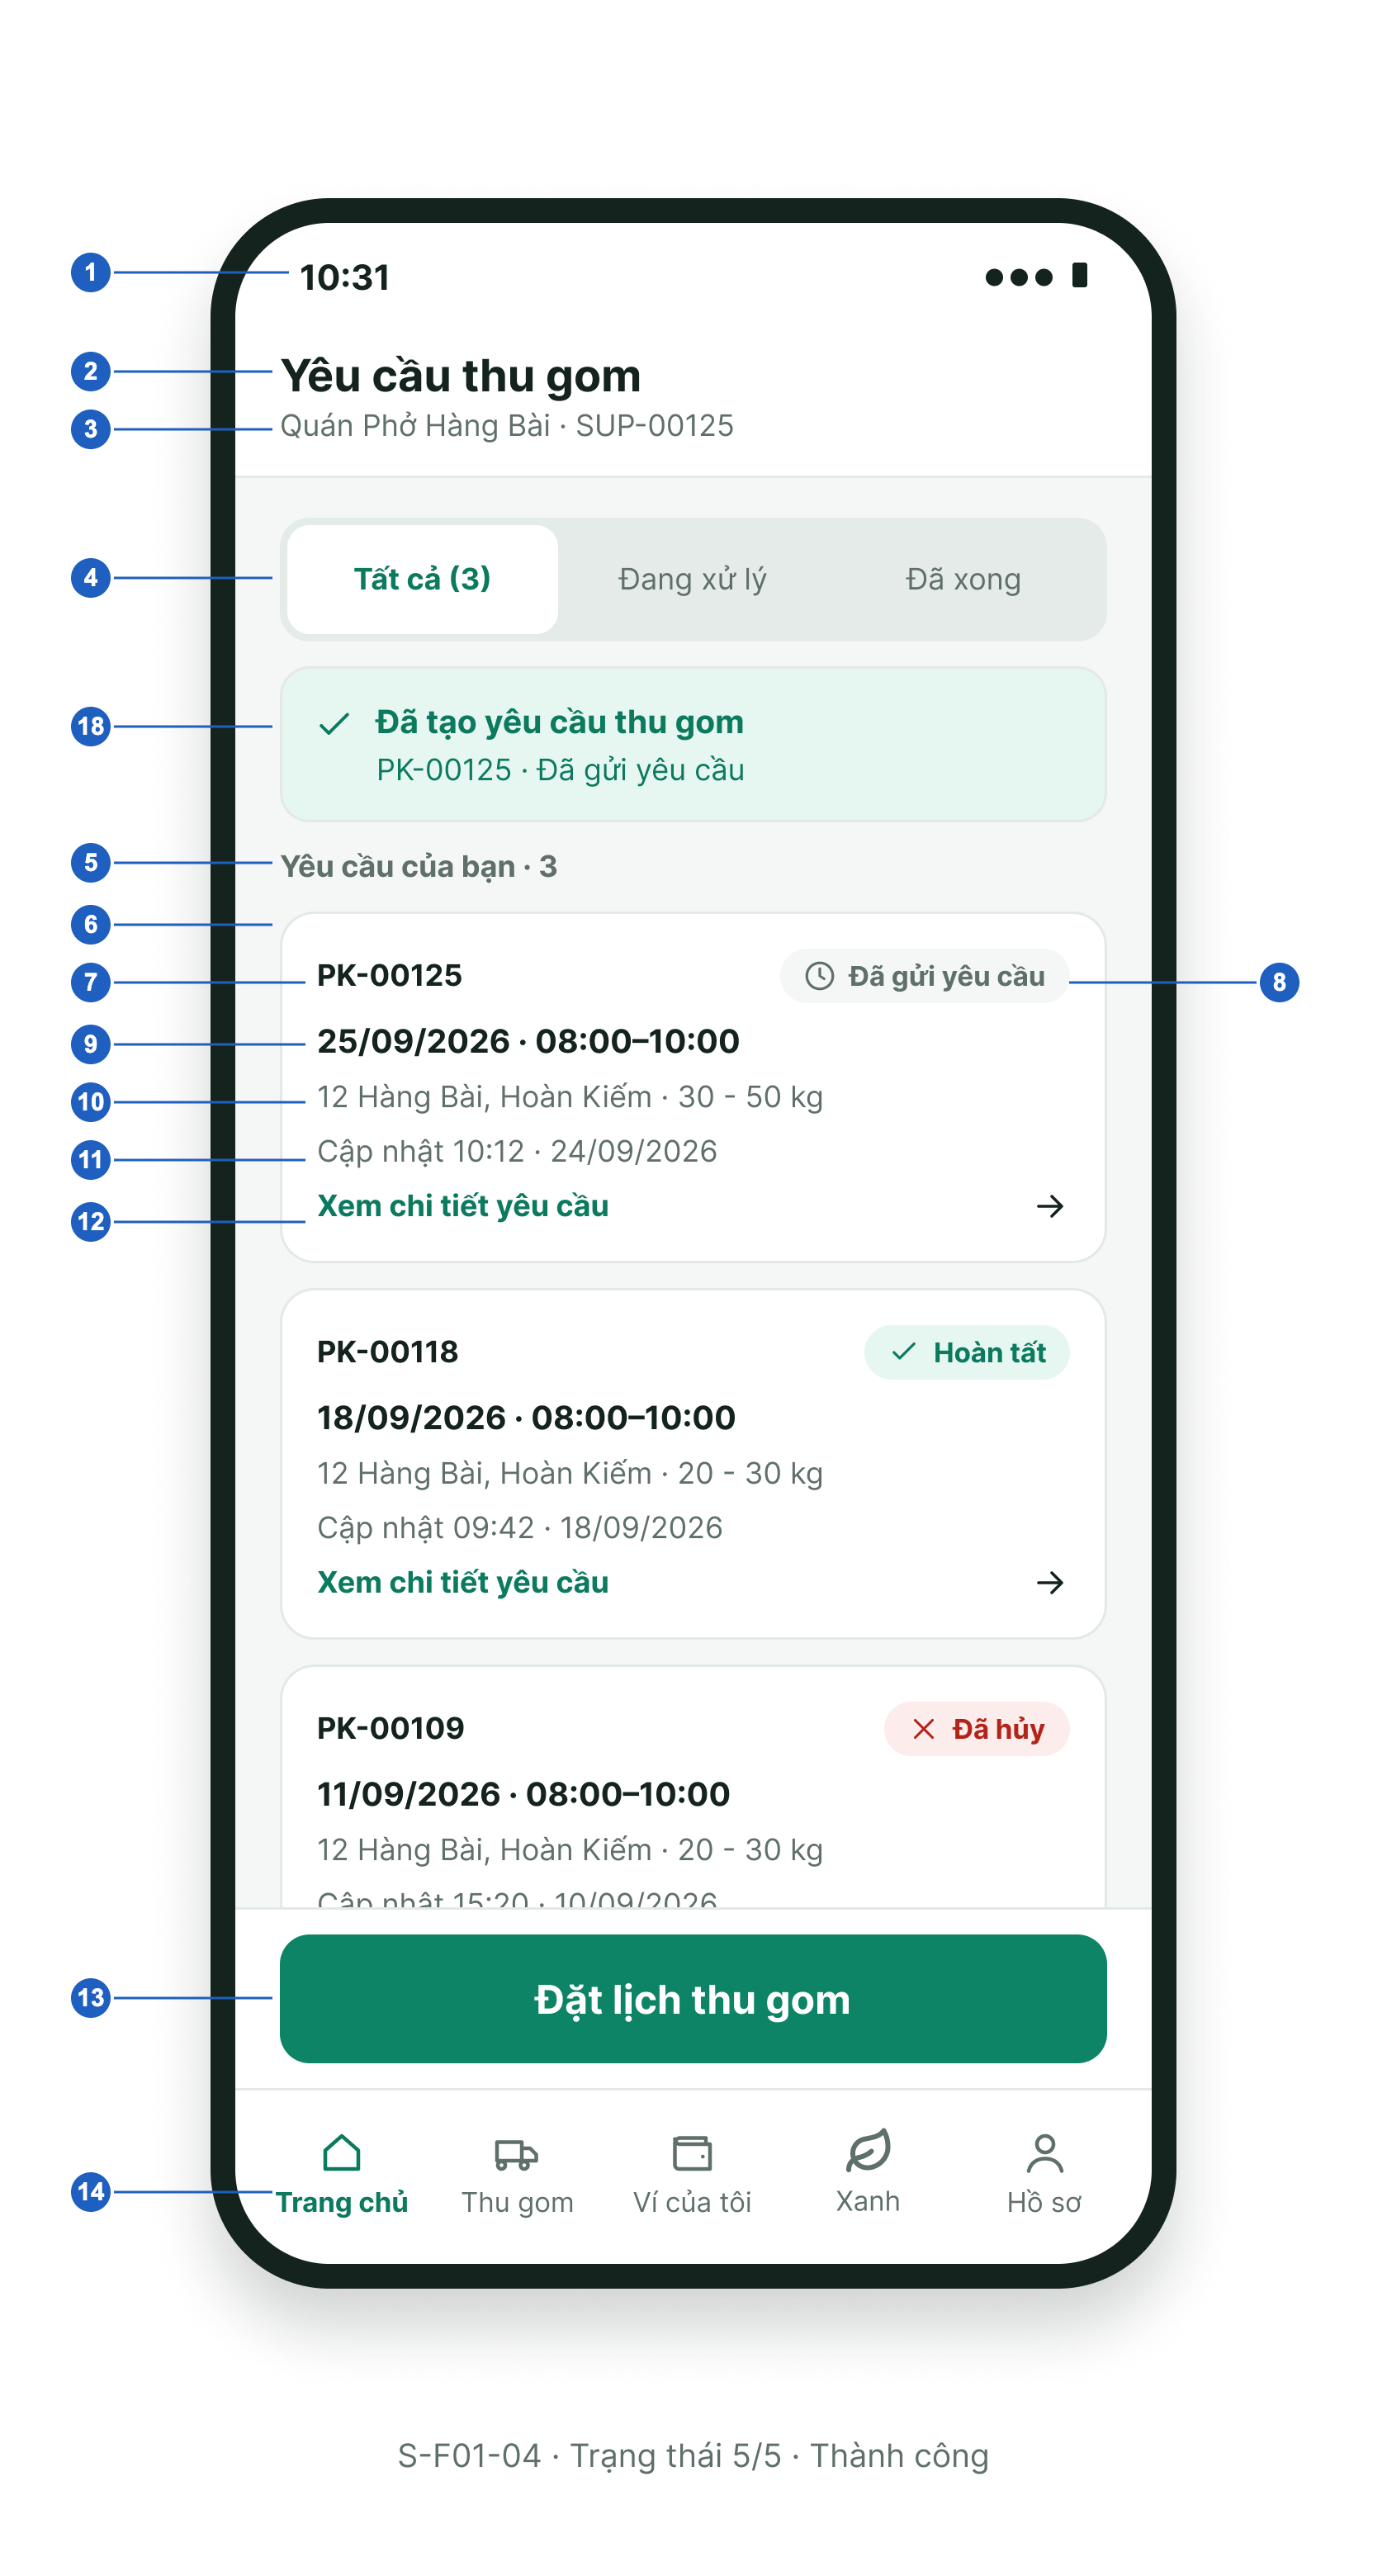 1 10:31
2 Yêu cầu thu gom
3 Quán Phở Hàng Bài · SUP-00125
4 Tất cả (3) Đang xử lý Đã xong
18 Đã tạo yêu cầu thu gom
PK-00125 · Đã gửi yêu cầu
5 Yêu cầu của bạn · 3
6
7 PK-00125 Đã gửi yêu cầu 8
9 25/09/2026 · 08:00–10:00
10 12 Hàng Bài, Hoàn Kiếm · 30 - 50 kg
11 Cập nhật 10:12 · 24/09/2026
12 Xem chi tiết yêu cầu
PK-00118 Hoàn tất
18/09/2026 · 08:00–10:00
12 Hàng Bài, Hoàn Kiếm · 20 - 30 kg
Cập nhật 09:42 · 18/09/2026
Xem chi tiết yêu cầu
PK-00109 Đã hủy
11/09/2026 · 08:00–10:00
12 Hàng Bài, Hoàn Kiếm · 20 - 30 kg
Cập nhật 15:20 · 10/09/2026
13 Đặt lịch thu gom
14 Trang chủ Thu gom Ví của tôi Xanh Hồ sơ
S-F01-04 · Trạng thái 5/5 · Thành công